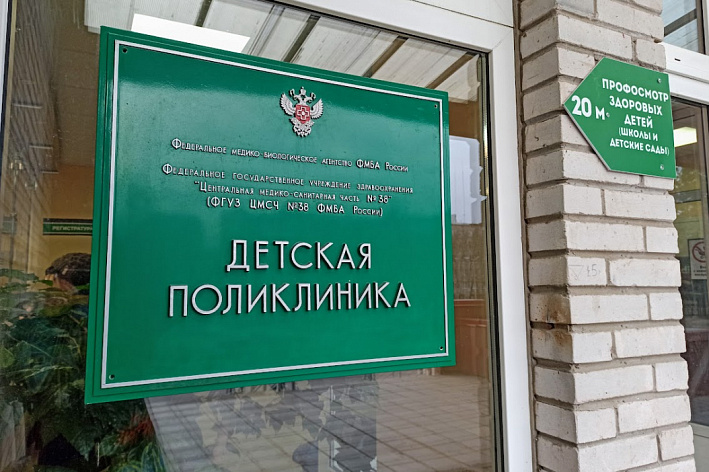 Федеральное медико-биологическое агентство ФМБА России
Федеральное государственное учреждение здравоохранения
"Центральная медико-санитарная часть №38"
(ФГУЗ ЦМСЧ №38 ФМБА России)
ДЕТСКАЯ
ПОЛИКЛИНИКА
РЕГИСТРАТУРА
20 м
ПРОФОСМОТР
ЗДОРОВЫХ
ДЕТЕЙ
(ШКОЛЫ И
ДЕТСКИЕ САДЫ)